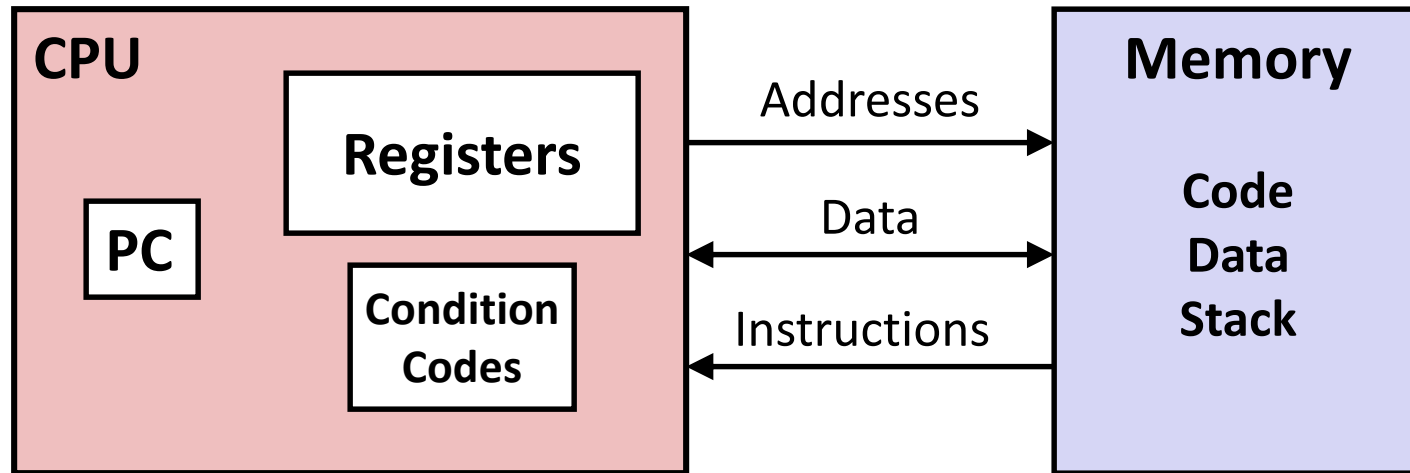 CPU
Registers
PC
Condition
Codes
Addresses
Data
Instructions
Memory
Code
Data
Stack